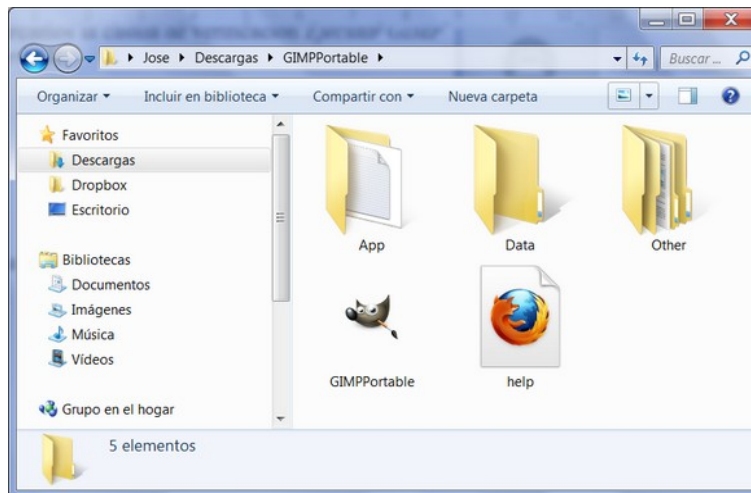 Jose Descargas GIMPPortable Buscar ...
Organizar Incluir en biblioteca Compartir con Nueva carpeta
Favoritos
Descargas
Dropbox
Escritorio
Bibliotecas
Documentos
Imágenes
Música
Vídeos
Grupo en el hogar
App Data Other
GIMPPortable help
5 elementos